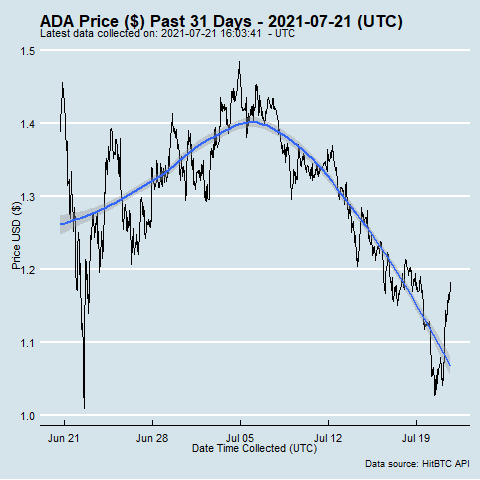 ADA Price ($) Past 31 Days - 2021-07-21 (UTC)
Latest data collected on: 2021-07-21 16:03:41 - UTC
1.5
1.4
1.3
1.2
1.1
1.0
Price USD ($)
Jun 21 Jun 28 Jul 05 Jul 12 Jul 19
Date Time Collected (UTC)
Data source: HitBTC API